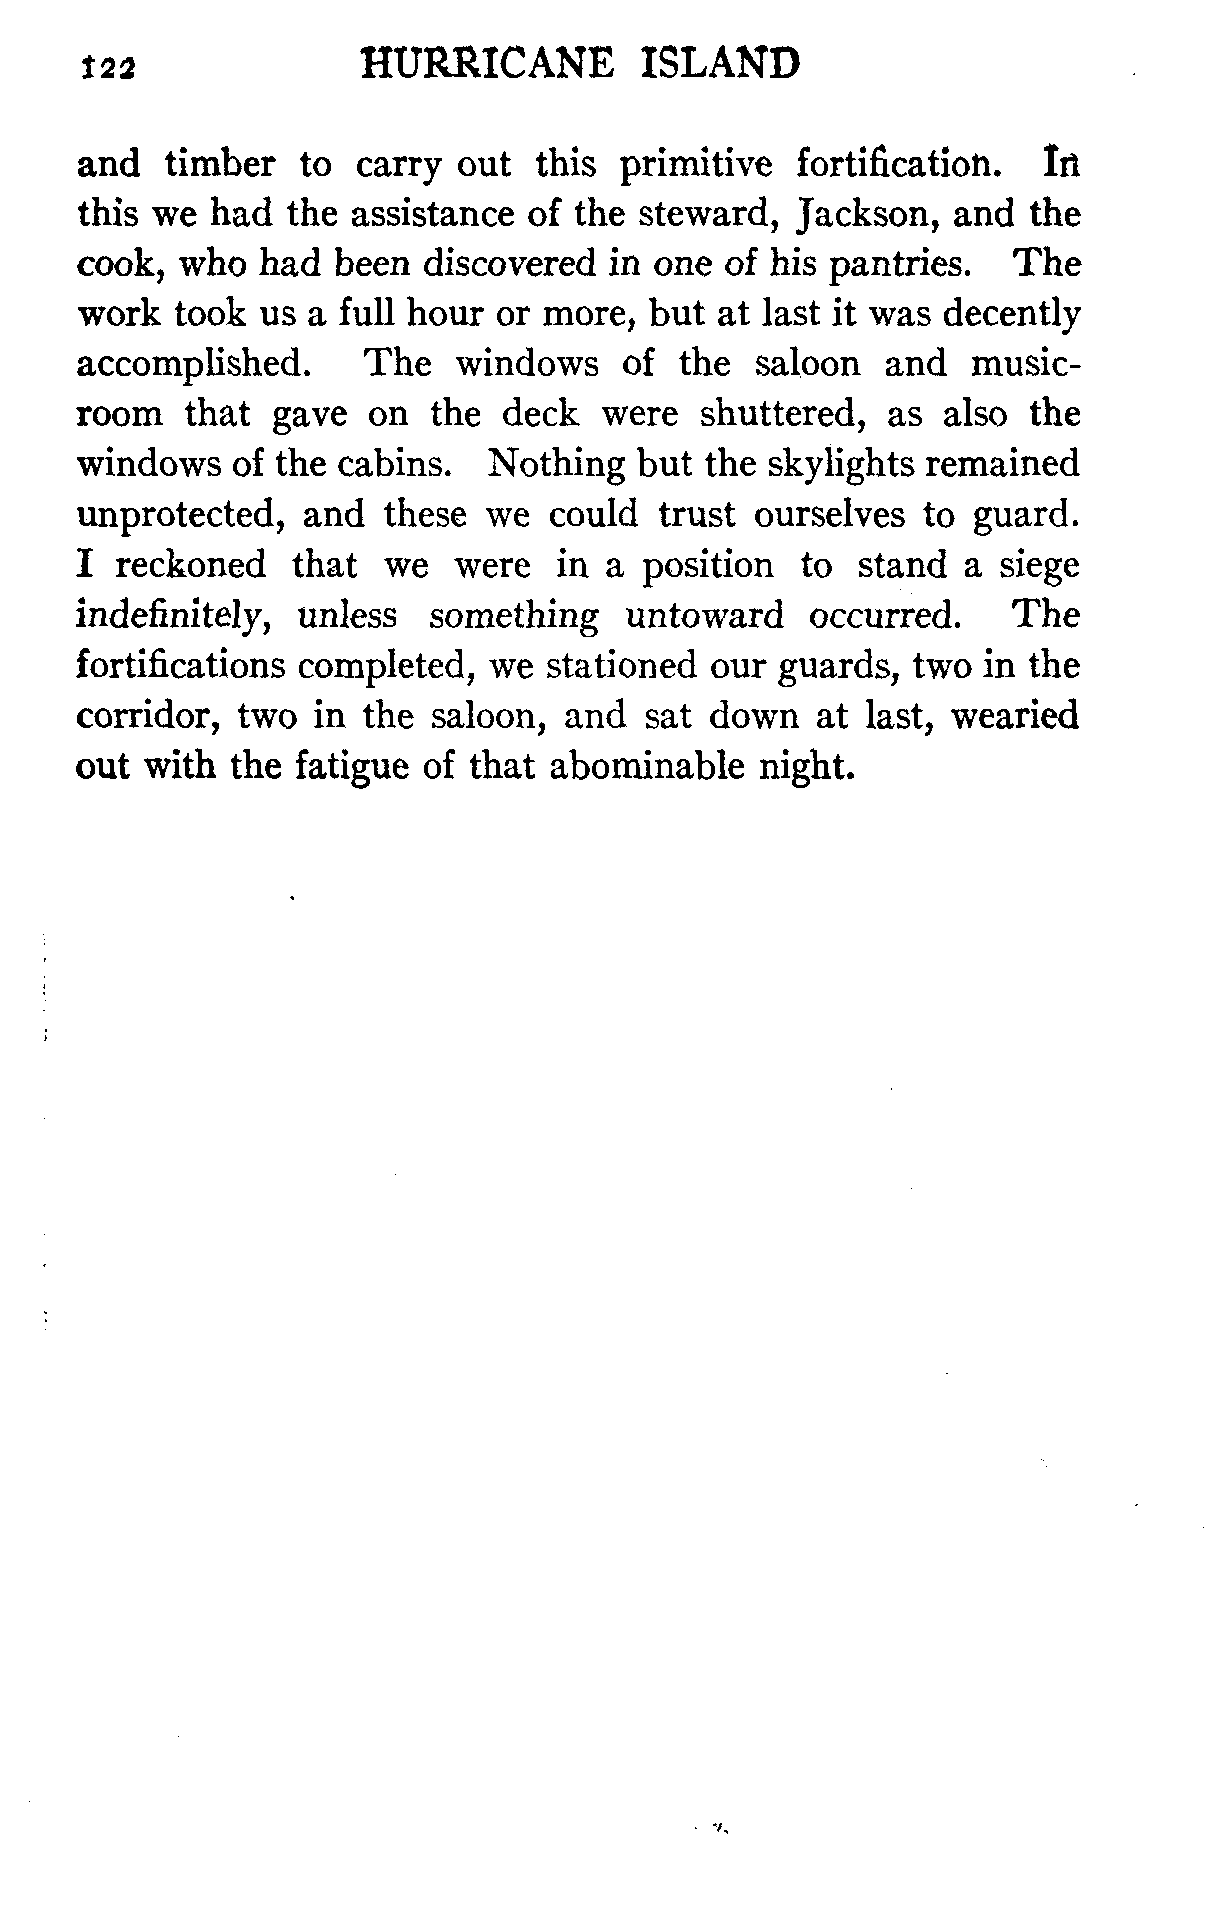 122 HURRICANE ISLAND
and timber to carry out this primitive fortification. In
this we had the assistance of the steward, Jackson, and the
cook, who had been discovered in one of his pantries. The
work took us a full hour or more, but at last it was decently
accomplished. The windows of the saloon and music-
room that gave on the deck were shuttered, as also the
windows of the cabins. Nothing but the skylights remained
unprotected, and these we could trust ourselves to guard.
I reckoned that we were in a position to stand a siege
indefinitely, unless something untoward occurred. The
fortifications completed, we stationed our guards, two in the
corridor, two in the saloon, and sat down at last, wearied
out with the fatigue of that abominable night.